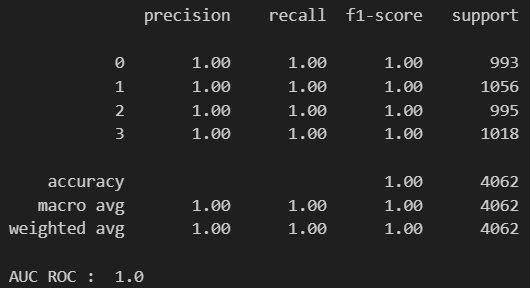 precision recall f1-score support
0 1.00 1.00 1.00 993
1 1.00 1.00 1.00 1056
2 1.00 1.00 1.00 995
3 1.00 1.00 1.00 1018
accuracy 1.00 4062
macro avg 1.00 1.00 1.00 4062
weighted avg 1.00 1.00 1.00 4062
AUC ROC : 1.0